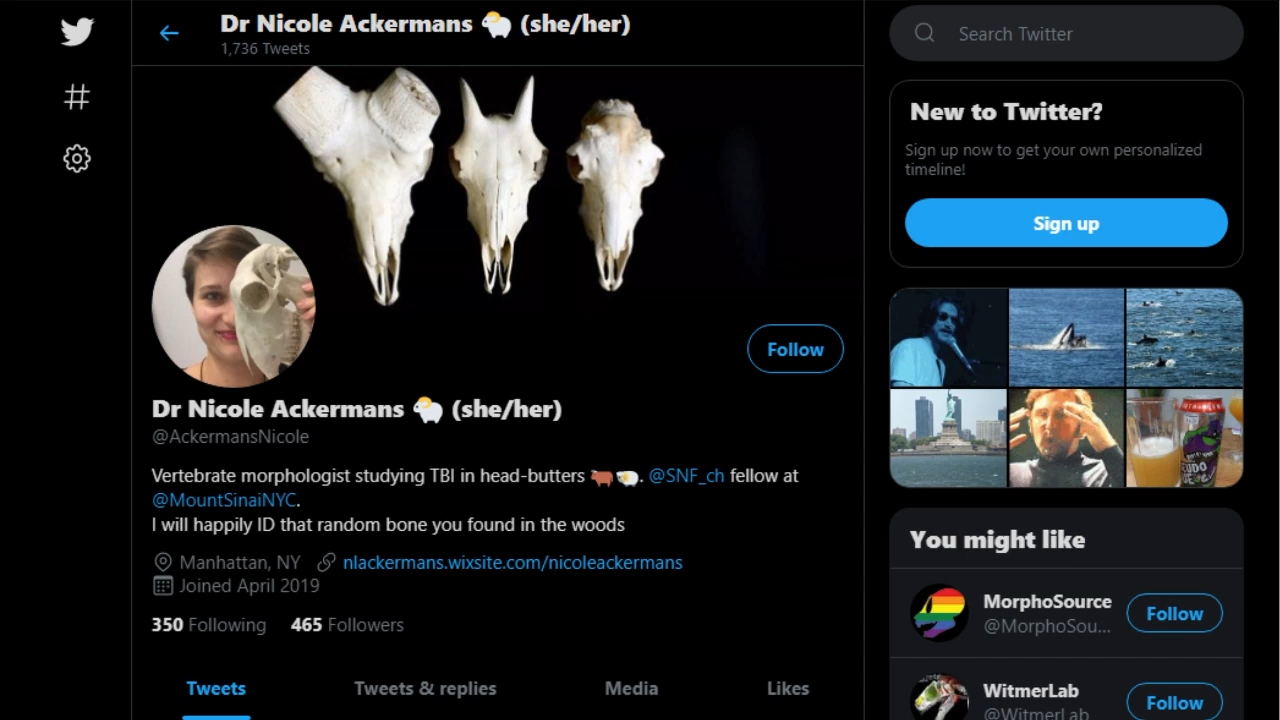 Dr Nicole Ackermans 🐑 (she/her)
1,736 Tweets
Search Twitter
New to Twitter?
Sign up now to get your own personalized
timeline!
Sign up
Follow
Dr Nicole Ackermans 🐑 (she/her)
@AckermansNicole
Vertebrate morphologist studying TBI in head-butters 🐂🐏. @SNF_ch fellow at
@MountSinaiNYC.
I will happily ID that random bone you found in the woods
Manhattan, NY nlackermans.wixsite.com/nicoleackermans
Joined April 2019
350 Following 465 Followers
Tweets Tweets & replies Media Likes
You might like
MorphoSource
@MorphoSou...
Follow
WitmerLab
@WitmerLab
Follow